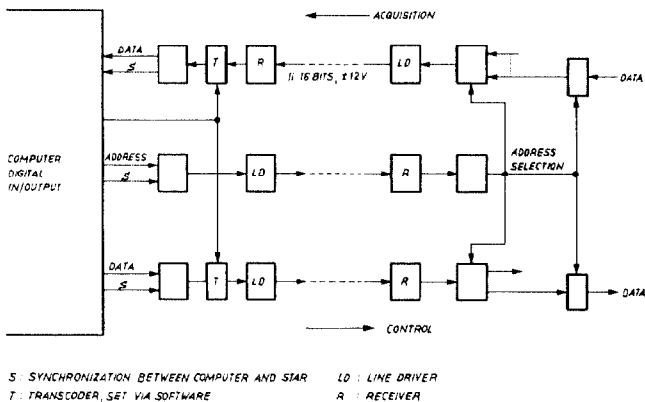 ACQUISITION
DATA
S
T
R
LD
11 16 BITS, ±12V
DATA
COMPUTER
DIGITAL
IN/OUTPUT
ADDRESS
S
LD
R
ADDRESS
SELECTION
DATA
S
T
LD
R
DATA
CONTROL
S : SYNCHRONIZATION BETWEEN COMPUTER AND STAR
LD : LINE DRIVER
T : TRANSCODER, SET VIA SOFTWARE
R : RECEIVER